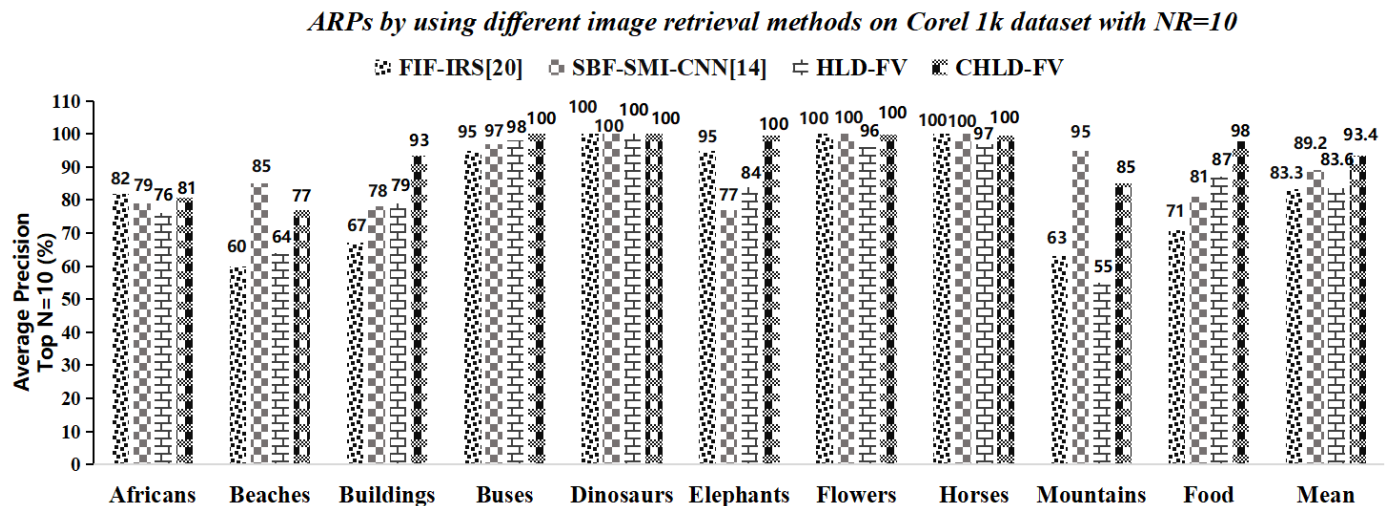 ARPs by using different image retrieval methods on Corel 1k dataset with NR=10
FIF-IRS[20] SBF-SMI-CNN[14] HLD-FV CHLD-FV
Average Precision
Top N=10 (%)
110
100
90
80
70
60
50
40
30
20
10
0
82 79 76 81
60 85 64 77
67 78 79 93
95 97 98 100
100 100 100 100
95 77 84 100
100 100 96 100
100 100 97 100
63 95 55 85
71 81 87 98
83.3 89.2 83.6 93.4
Africans Beaches Buildings Buses Dinosaurs Elephants Flowers Horses Mountains Food Mean